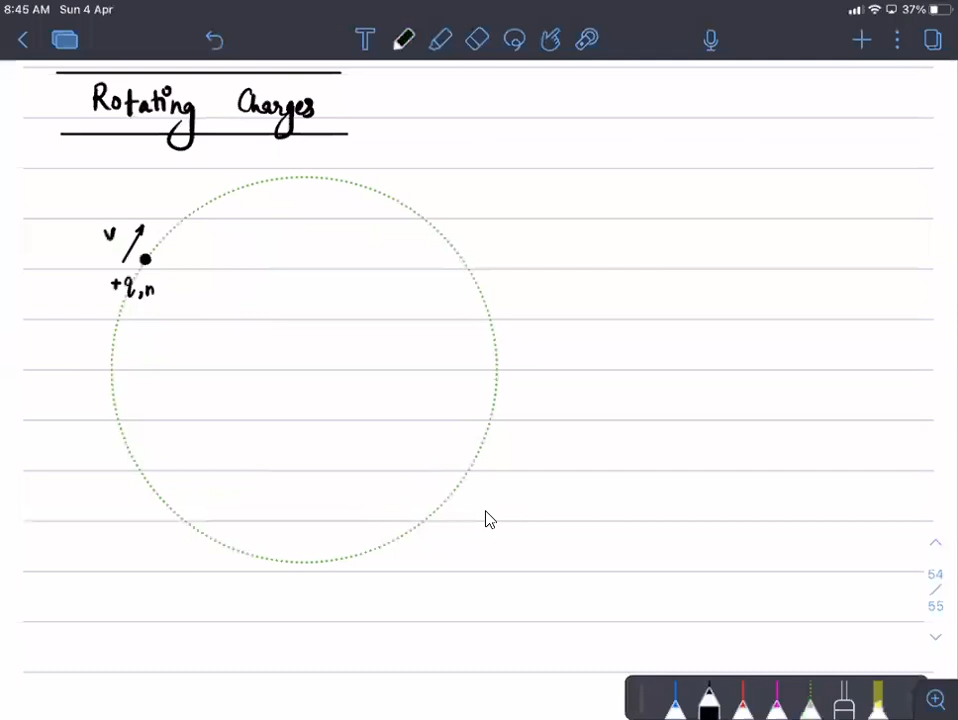 8:45 AM Sun 4 Apr
37%
T
Rotating Charges
v
+q,n
54
/
55